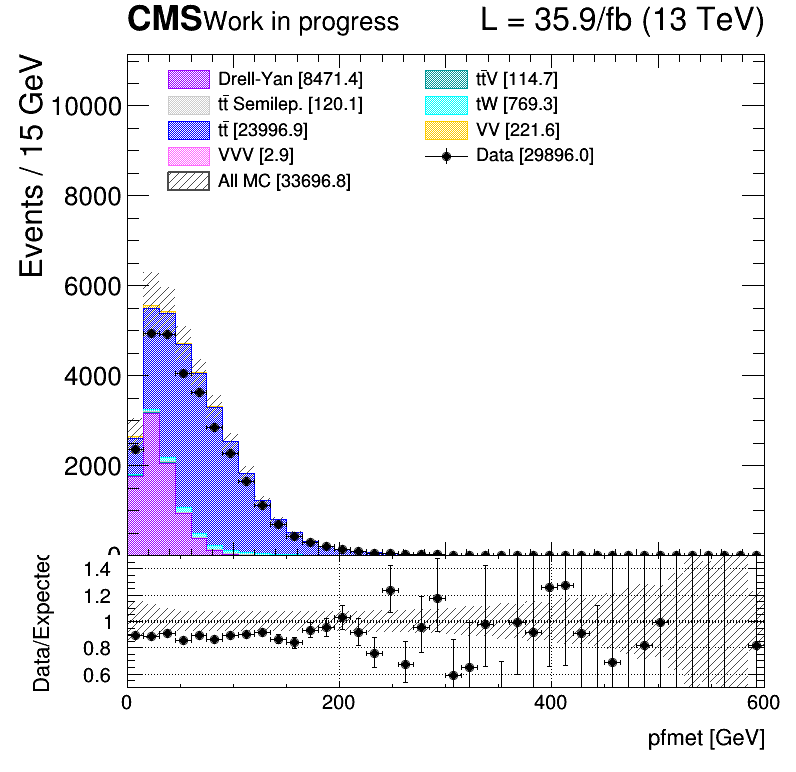 CMS Work in progress L = 35.9/fb (13 TeV)
Drell-Yan [8471.4]
tt̄ Semilep. [120.1]
tt̄ [23996.9]
VVV [2.9]
All MC [33696.8]
tt̄V [114.7]
tW [769.3]
VV [221.6]
Data [29896.0]
Events / 15 GeV
10000
8000
6000
4000
2000
0
Data/Expected
1.4
1.2
1
0.8
0.6
0 200 400 600
pfmet [GeV]